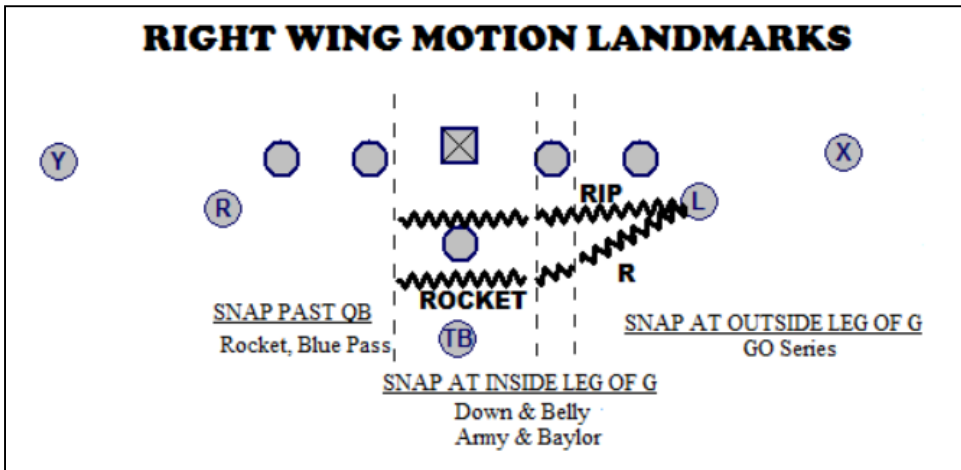 RIGHT WING MOTION LANDMARKS
Y
X
R
RIP
L
R
ROCKET
SNAP PAST QB
Rocket, Blue Pass
TB
SNAP AT OUTSIDE LEG OF G
GO Series
SNAP AT INSIDE LEG OF G
Down & Belly
Army & Baylor